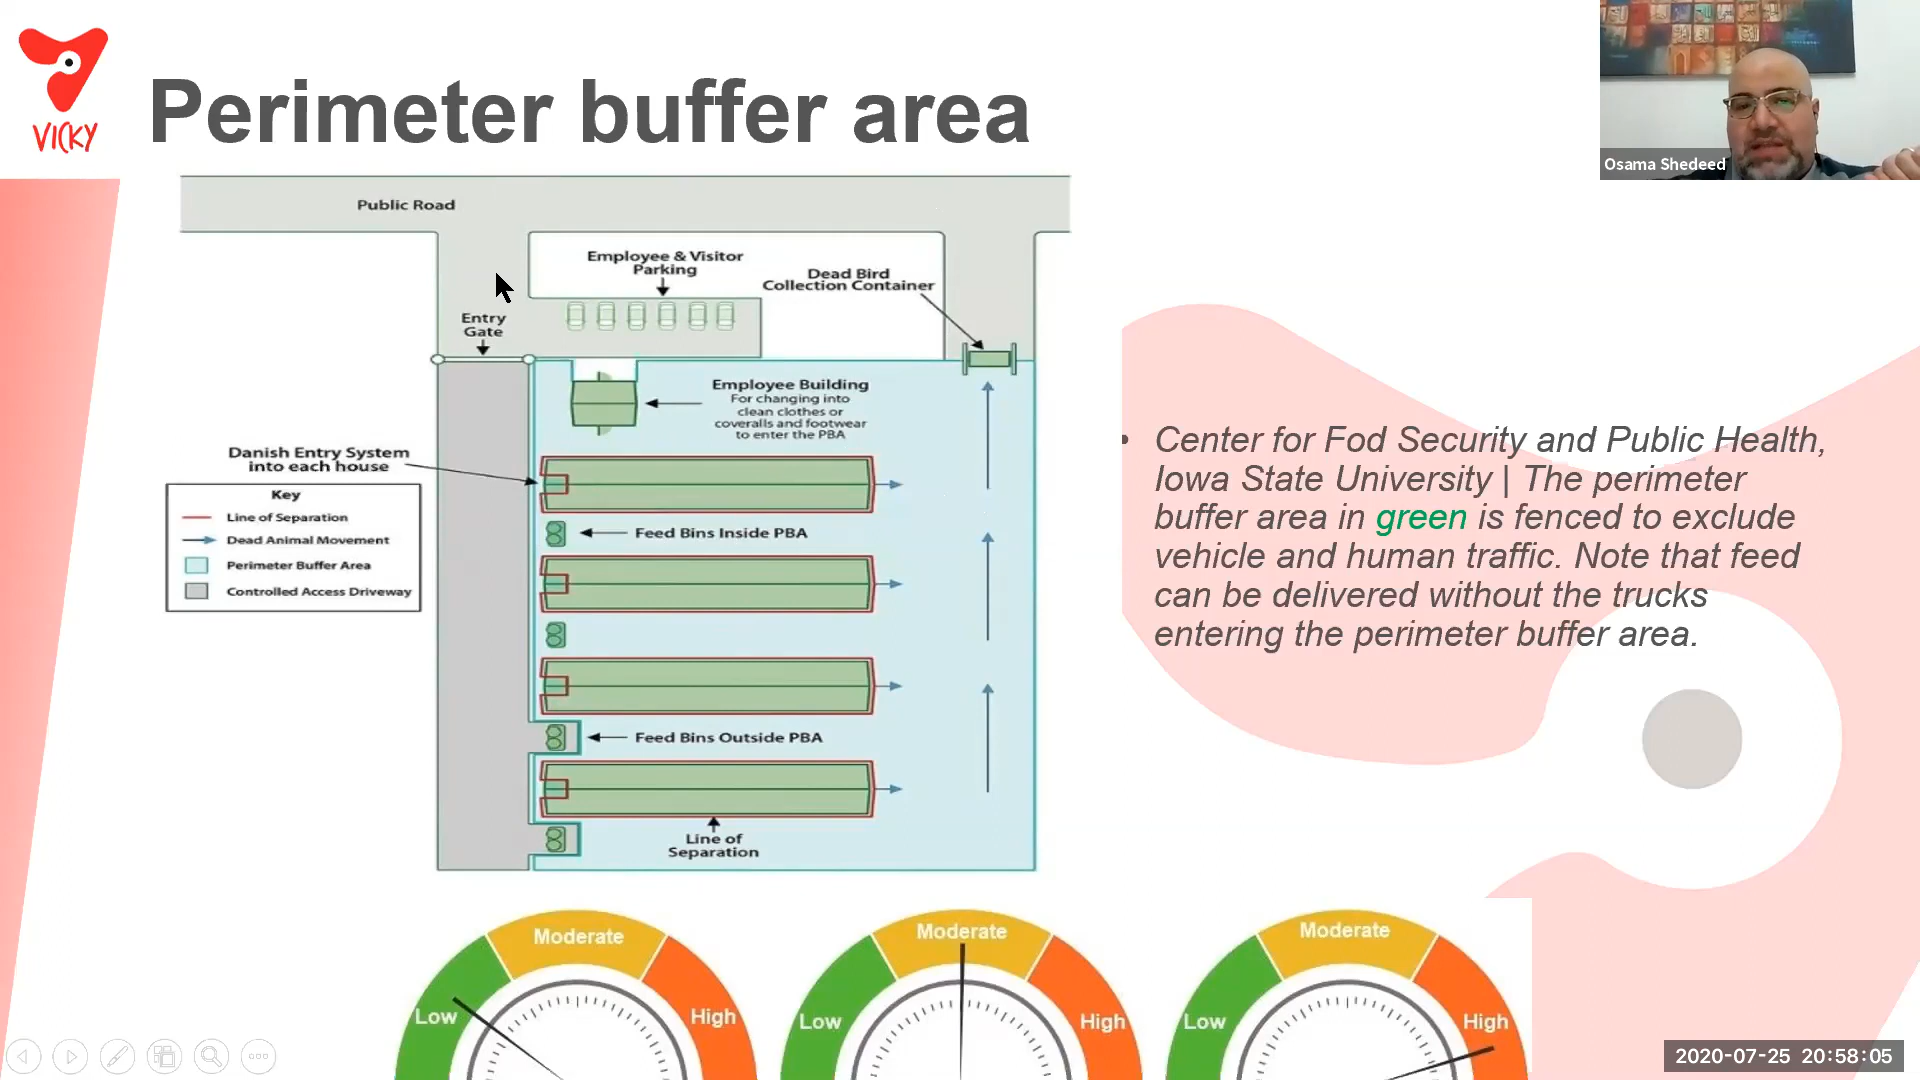 VICKY
Perimeter buffer area
Osama Shedeed
Public Road
Employee & Visitor
Parking
Dead Bird
Collection Container
Entry
Gate
Employee Building
For changing into
clean clothes or
coveralls and footwear
to enter the PBA
Danish Entry System
into each house
Key
Line of Separation
Dead Animal Movement
Perimeter Buffer Area
Controlled Access Driveway
Feed Bins Inside PBA
Feed Bins Outside PBA
Line of
Separation
• Center for Fod Security and Public Health,
Iowa State University | The perimeter
buffer area in green is fenced to exclude
vehicle and human traffic. Note that feed
can be delivered without the trucks
entering the perimeter buffer area.
Low
Moderate
High
Low
Moderate
High
Low
Moderate
High
2020-07-25 20:58:05